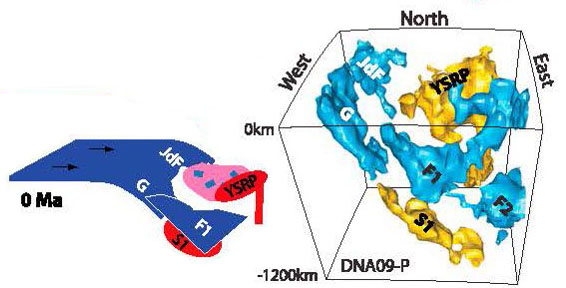 North
West
East
JdF
YSRP
G
0km
F1
F2
S1
-1200km
DNA09-P
JdF
YSRP
G
F1
S1
0 Ma